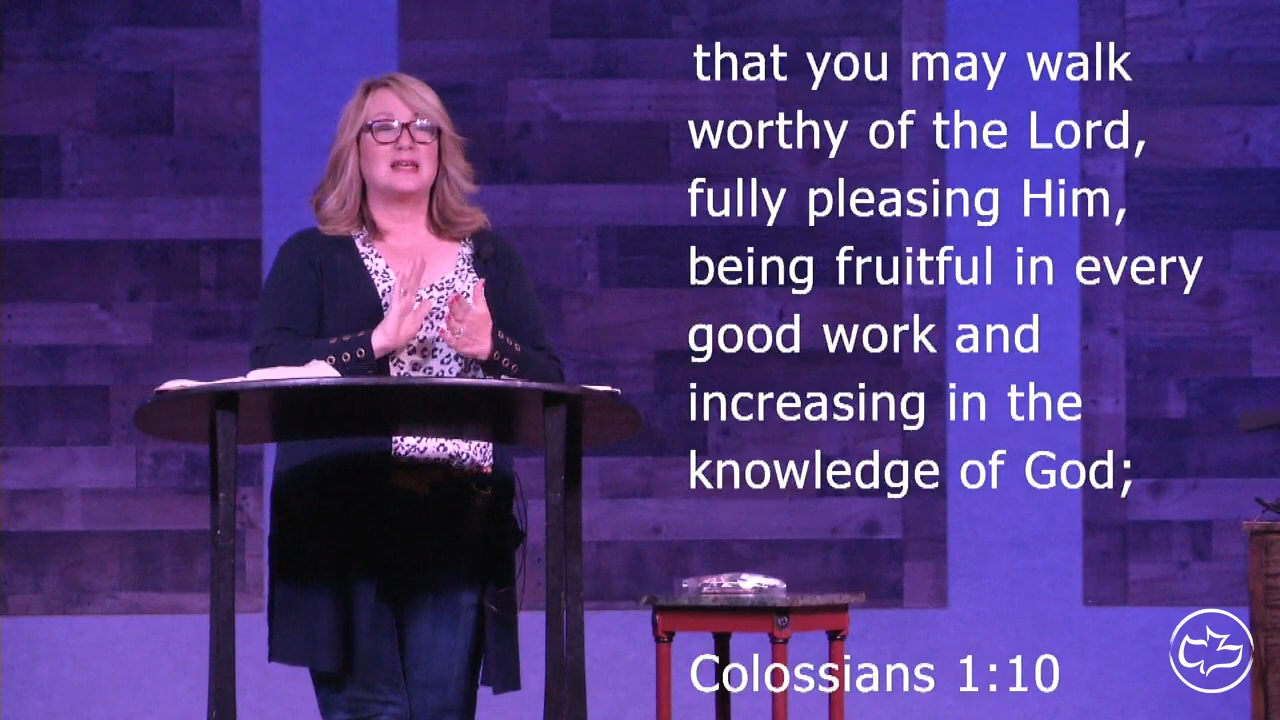 that you may walk
worthy of the Lord,
fully pleasing Him,
being fruitful in every
good work and
increasing in the
knowledge of God;
Colossians 1:10